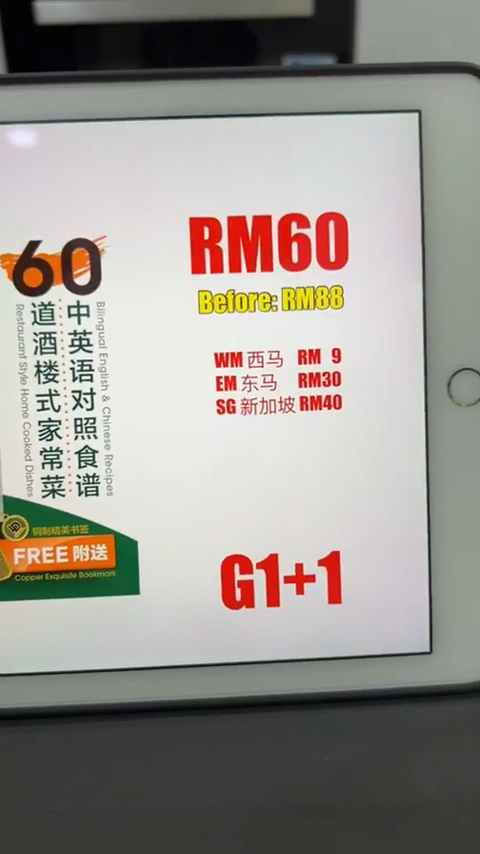 60
中英语对照食谱
道酒楼式家常菜
Bilingual English & Chinese Recipes
Restaurant Style Home Cooked Dishes
铜制精美书签
FREE 附送
Copper Exquisite Bookmark
RM60
Before: RM88
WM 西马 RM 9
EM 东马 RM30
SG 新加坡 RM40
G1+1